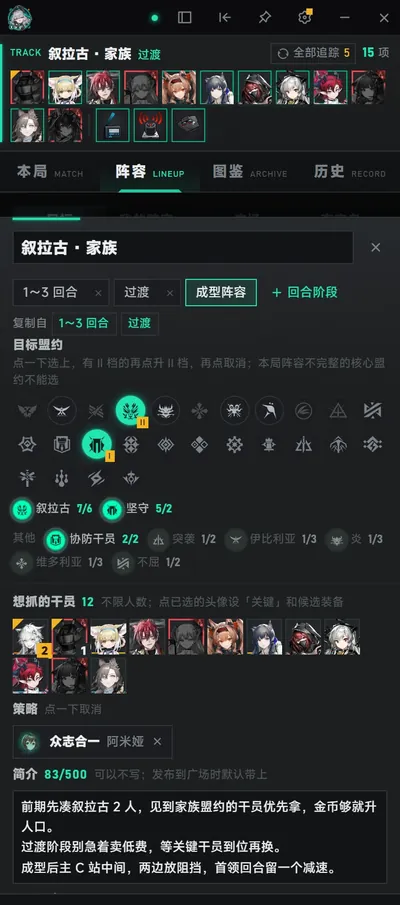 TRACK 叙拉古·家族 过渡 全部追踪 5 15 项
本局 MATCH 阵容 LINEUP 图鉴 ARCHIVE 历史 RECORD
叙拉古·家族
1～3 回合 × 过渡 × 成型阵容 + 回合阶段
复制自 1～3 回合 过渡
目标盟约
点一下选上，有 II 档的再点升 II 档，再点取消；本局阵容不完整的核心盟
约不能选
II
I
叙拉古 7/6 坚守 5/2
其他 协防干员 2/2 突袭 1/2 伊比利亚 1/3 炎 1/3
维多利亚 1/3 不屈 1/2
想抓的干员 12 不限人数；点已选的头像设「关键」和候选装备
2 1
策略 点一下取消
众志合一 阿米娅 ×
简介 83/500 可以不写；发布到广场时默认带上
前期先凑叙拉古 2 人，见到家族盟约的干员优先拿，金币够就升
人口。
过渡阶段别急着卖低费，等关键干员到位再换。
成型后主 C 站中间，两边放阻挡，首领回合留一个减速。